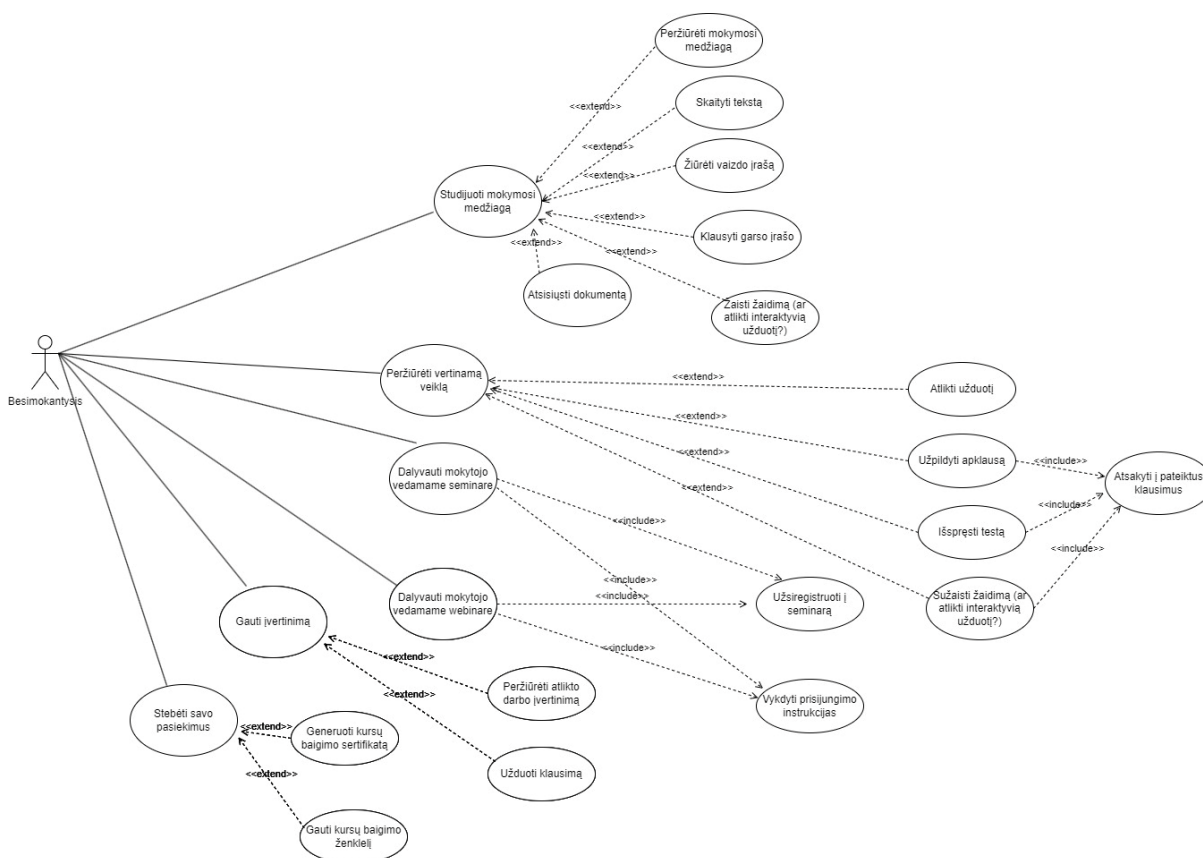 Peržiūrėti mokymosi
medžiagą
<<extend>>
Skaityti tekstą
<<extend>>
Žiūrėti vaizdo įrašą
<<extend>>
Studijuoti mokymosi
medžiagą
<<extend>>
Klausyti garso įrašo
<<extend>>
<<extend>>
Atsisiųsti dokumentą
Žaisti žaidimą (ar
atlikti interaktyvią
užduotį?)
Besimokantysis
Peržiūrėti vertinamą
veiklą
<<extend>>
Atlikti užduotį
<<extend>>
Užpildyti apklausą
<<include>>
Atsakyti į pateiktus
klausimus
<<extend>>
Dalyvauti mokytojo
vedamame seminare
<<extend>>
<<include>>
Išspręsti testą
<<include>>
<<include>>
<<include>>
<<include>>
Dalyvauti mokytojo
vedamame webinare
Užsiregistruoti į
seminarą
Sužaisti žaidimą (ar
atlikti interaktyvią
užduotį?)
Gauti įvertinimą
<<extend>>
<<include>>
Peržiūrėti atlikto
darbo įvertinimą
<<extend>>
Vykdyti prisijungimo
instrukcijas
Stebėti savo
pasiekimus
<<extend>>
Generuoti kursų
baigimo sertifikatą
<<extend>>
Užduoti klausimą
Gauti kursų baigimo
ženklelį